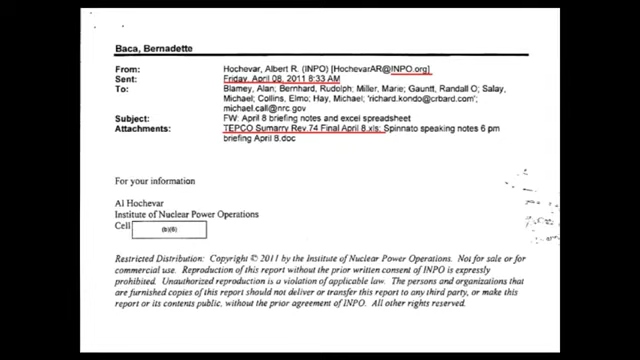 Baca, Bernadette
From: Hochevar, Albert R. (INPO) [HochevarAR@INPO.org]
Sent: Friday, April 08, 2011 8:33 AM
To: Blamey, Alan; Bernhard, Rudolph; Miller, Marie; Gauntt, Randall O; Salay,
Michael; Collins, Elmo; Hay, Michael; 'richard.kondo@crbard.com';
michael.call@nrc.gov
Subject: FW: April 8 briefing notes and excel spreadsheet
Attachments: TEPCO Sumarry Rev.74 Final April 8.xls; Spinnato speaking notes 6 pm
briefing April 8.doc
For your information
Al Hochevar
Institute of Nuclear Power Operations
Cell (b)(6)
Restricted Distribution: Copyright © 2011 by the Institute of Nuclear Power Operations. Not for sale or for
commercial use. Reproduction of this report without the prior written consent of INPO is expressly
prohibited. Unauthorized reproduction is a violation of applicable law. The persons and organizations that
are furnished copies of this report should not deliver or transfer this report to any third party, or make this
report or its contents public, without the prior agreement of INPO. All other rights reserved.